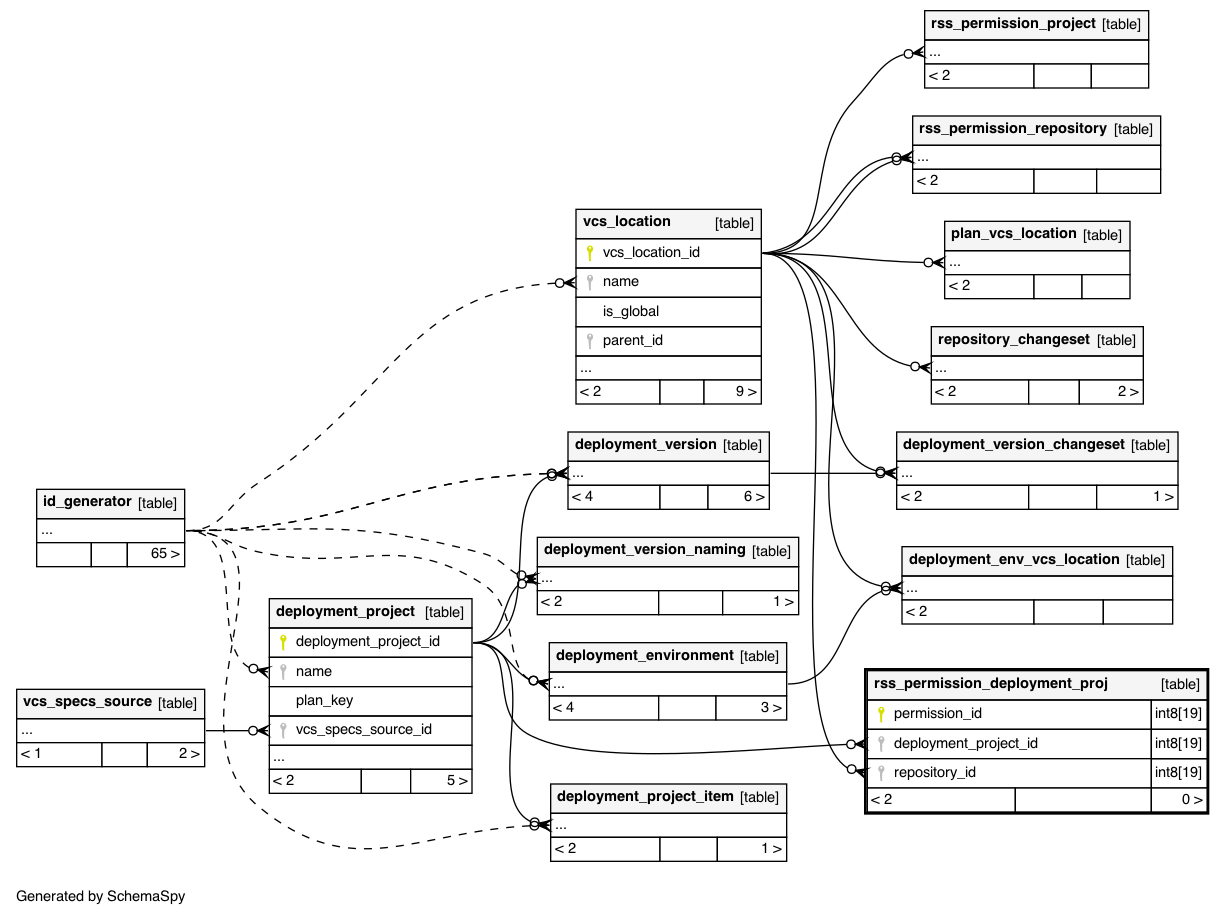 rss_permission_project [table]
...
< 2
rss_permission_repository [table]
...
< 2
vcs_location [table]
vcs_location_id
name
is_global
parent_id
...
< 2 9 >
plan_vcs_location [table]
...
< 2
repository_changeset [table]
...
< 2 2 >
deployment_version [table]
...
< 4 6 >
deployment_version_changeset [table]
...
< 2 1 >
id_generator [table]
...
65 >
deployment_version_naming [table]
...
< 2 1 >
deployment_env_vcs_location [table]
...
< 2
deployment_project [table]
deployment_project_id
name
plan_key
vcs_specs_source_id
...
< 2 5 >
deployment_environment [table]
...
< 4 3 >
vcs_specs_source [table]
...
< 1 2 >
rss_permission_deployment_proj [table]
permission_id int8[19]
deployment_project_id int8[19]
repository_id int8[19]
< 2 0 >
deployment_project_item [table]
...
< 2 1 >
Generated by SchemaSpy